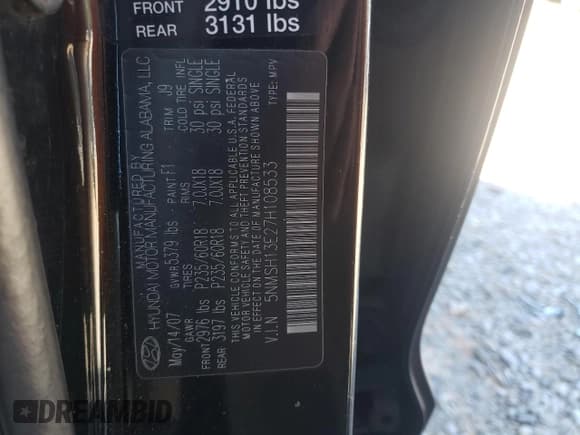 FRONT 2910 lbs
REAR 3131 lbs
MANUFACTURED BY
HYUNDAI MOTOR MANUFACTURING ALABAMA, LLC
May/14/07 GVWR 5379 lbs PAINT: F1 TRIM J9
GAWR TIRES RIMS COLD TIRE INFL
FRONT 2976 lbs P235/60R18 7.0JX18 30 psi SINGLE
REAR 3197 lbs P235/60R18 7.0JX18 30 psi SINGLE
THIS VEHICLE CONFORMS TO ALL APPLICABLE U.S.A. FEDERAL
MOTOR VEHICLE SAFETY AND THEFT PREVENTION STANDARDS
IN EFFECT ON THE DATE OF MANUFACTURE SHOWN ABOVE
V.I.N 5NMSH13E27H108533 TYPE: MPV
DREAMBID